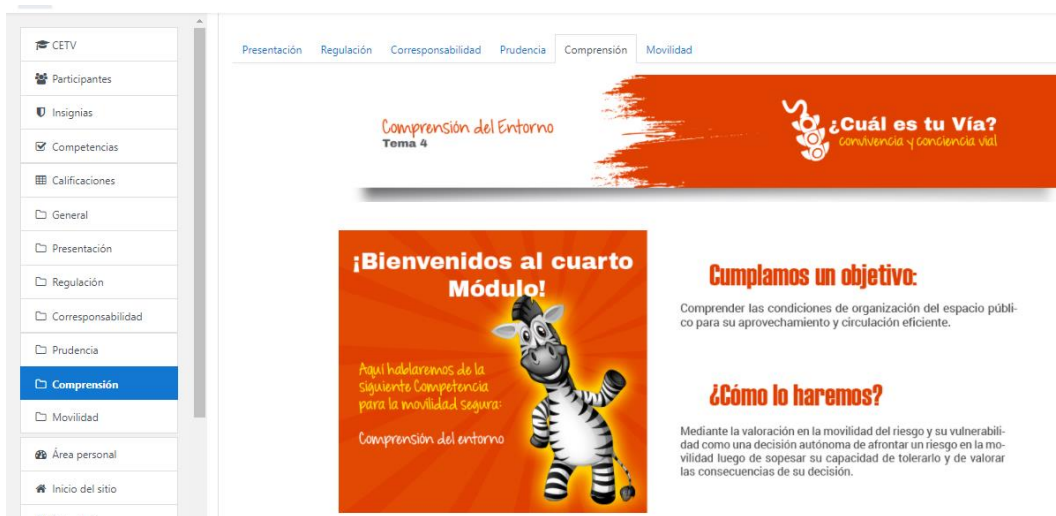 CETV
Participantes
Insignias
Competencias
Calificaciones
General
Presentación
Regulación
Corresponsabilidad
Prudencia
Comprensión
Movilidad
Área personal
Inicio del sitio
Presentación Regulación Corresponsabilidad Prudencia Comprensión Movilidad
Comprensión del Entorno
Tema 4
¿Cuál es tu Vía?
convivencia y conciencia vial
¡Bienvenidos al cuarto
Módulo!
Aquí hablaremos de la
siguiente Competencia
para la movilidad segura:
Comprensión del entorno
Cumplamos un objetivo:
Comprender las condiciones de organización del espacio públi-
co para su aprovechamiento y circulación eficiente.
¿Cómo lo haremos?
Mediante la valoración en la movilidad del riesgo y su vulnerabili-
dad como una decisión autónoma de afrontar un riesgo en la mo-
vilidad luego de sopesar su capacidad de tolerarlo y de valorar
las consecuencias de su decisión.